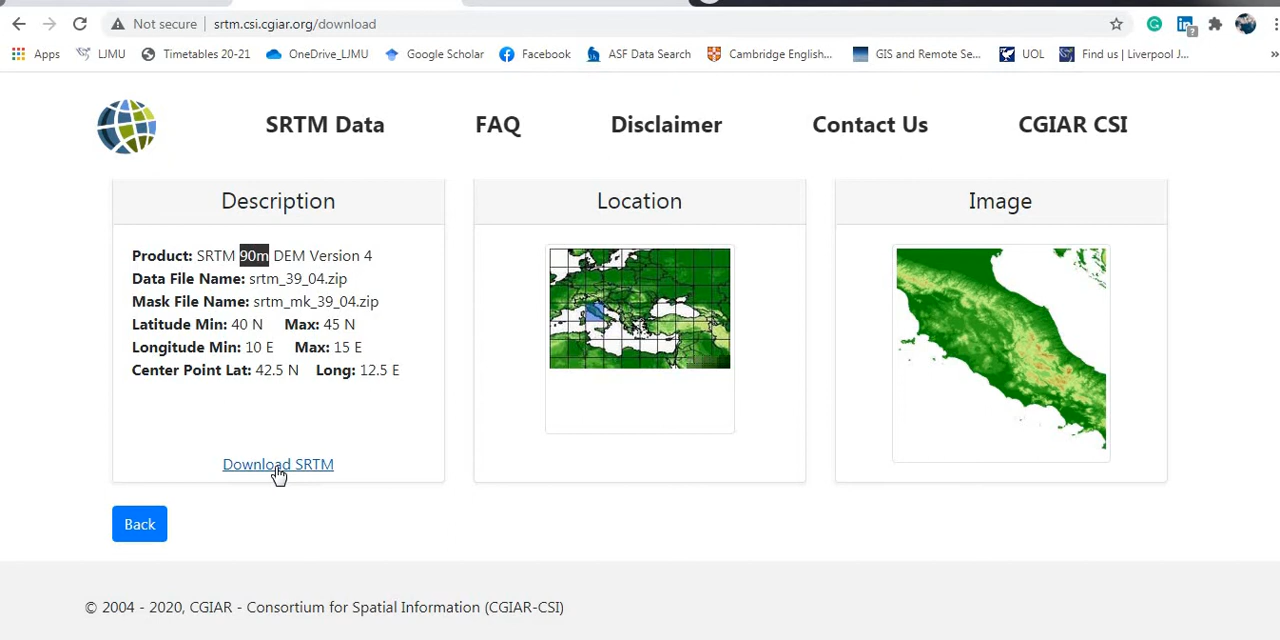 Not secure | srtm.csi.cgiar.org/download
Apps LJMU Timetables 20-21 OneDrive_LJMU Google Scholar Facebook ASF Data Search Cambridge English... GIS and Remote Se... UOL Find us | Liverpool J... »
SRTM Data FAQ Disclaimer Contact Us CGIAR CSI
Description
Product: SRTM 90m DEM Version 4
Data File Name: srtm_39_04.zip
Mask File Name: srtm_mk_39_04.zip
Latitude Min: 40 N Max: 45 N
Longitude Min: 10 E Max: 15 E
Center Point Lat: 42.5 N Long: 12.5 E
Download SRTM
Location
Image
Back
© 2004 - 2020, CGIAR - Consortium for Spatial Information (CGIAR-CSI)